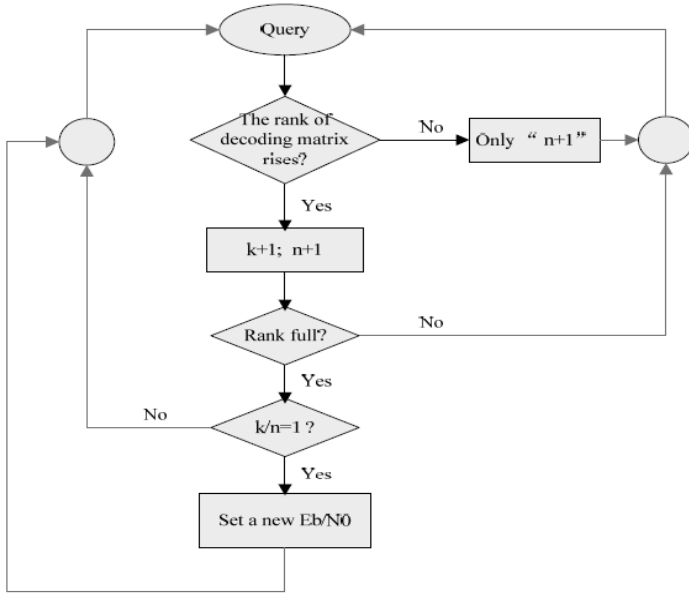 Query
The rank of
decoding matrix
rises?
No
Only “ n+1”
Yes
k+1; n+1
Rank full?
No
Yes
No
k/n=1 ?
Yes
Set a new Eb/N0